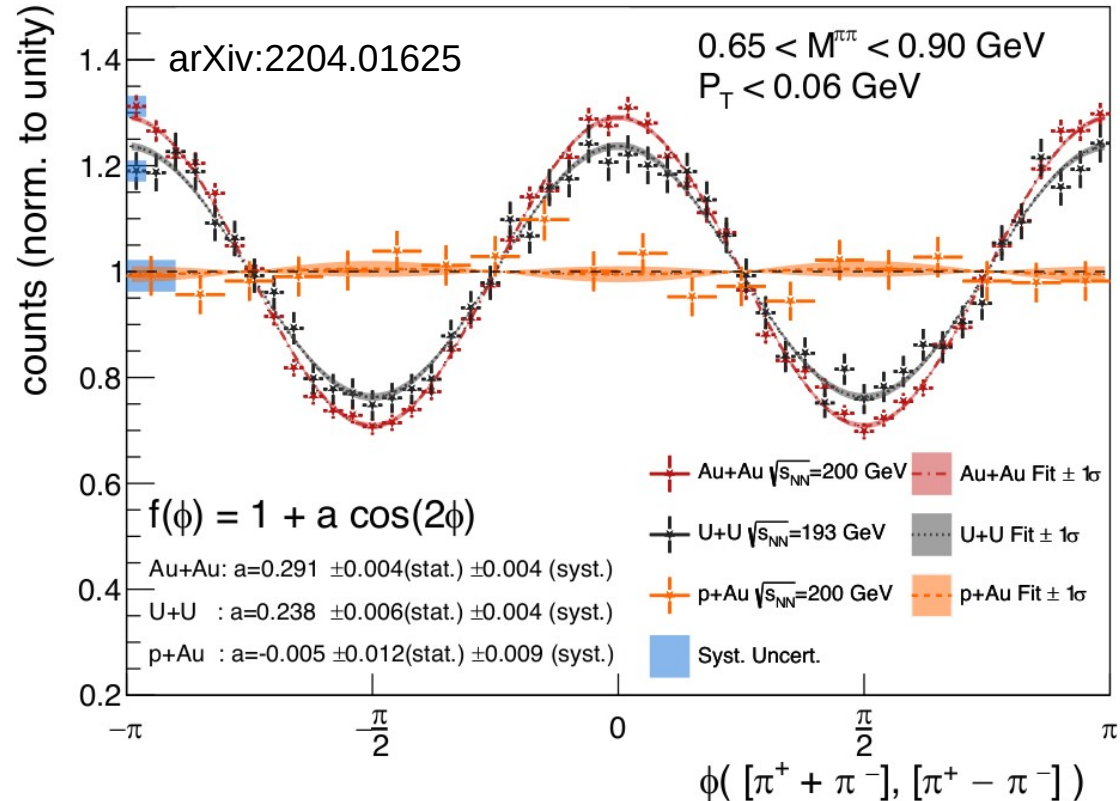 counts (norm. to unity)
arXiv:2204.01625
0.65 < M^ππ < 0.90 GeV
P_T < 0.06 GeV
1.4
1.2
1
0.8
0.6
0.4
0.2
Au+Au √s_NN=200 GeV
Au+Au Fit ± 1σ
U+U √s_NN=193 GeV
U+U Fit ± 1σ
p+Au √s_NN=200 GeV
p+Au Fit ± 1σ
Syst. Uncert.
f(ϕ) = 1 + a cos(2ϕ)
Au+Au: a=0.291 ±0.004(stat.) ±0.004 (syst.)
U+U : a=0.238 ±0.006(stat.) ±0.004 (syst.)
p+Au : a=-0.005 ±0.012(stat.) ±0.009 (syst.)
−π −π/2 0 π/2 π
ϕ( [π⁺ + π⁻], [π⁺ − π⁻] )